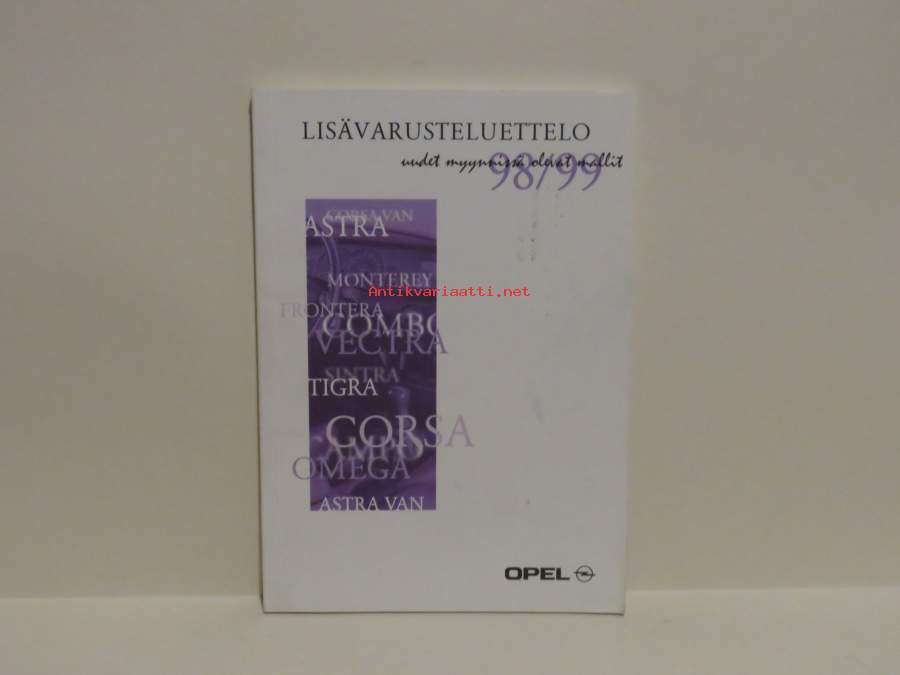 LISÄVARUSTELUETTELO
uudet myynnissä olevat mallit
98/99
CORSA VAN
ASTRA
MONTEREY
Antikvariaatti.net
FRONTERA
COMBO
VECTRA
SINTRA
TIGRA
CORSA
CAMPO
OMEGA
ASTRA VAN
OPEL